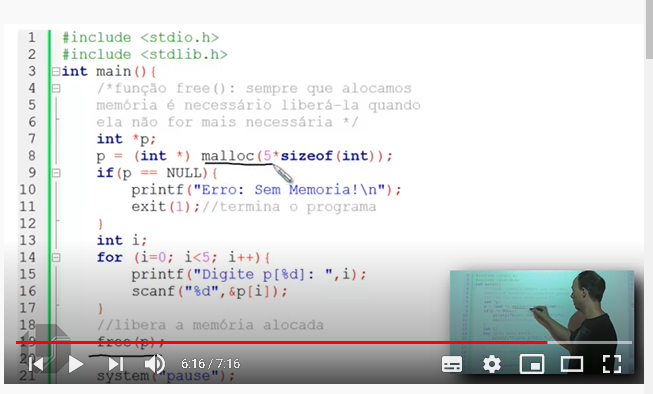 1 #include <stdio.h>
2 #include <stdlib.h>
3 int main(){
4 /*função free(): sempre que alocamos
5 memória é necessário liberá-la quando
6 ela não for mais necessária */
7 int *p;
8 p = (int *) malloc(5*sizeof(int));
9 if(p == NULL){
10 printf("Erro: Sem Memoria!\n");
11 exit(1);//termina o programa
12 }
13 int i;
14 for (i=0; i<5; i++){
15 printf("Digite p[%d]: ",i);
16 scanf("%d",&p[i]);
17 }
18 //libera a memória alocada
19 free(p);
20
6:16 / 7:16
21 system("pause");